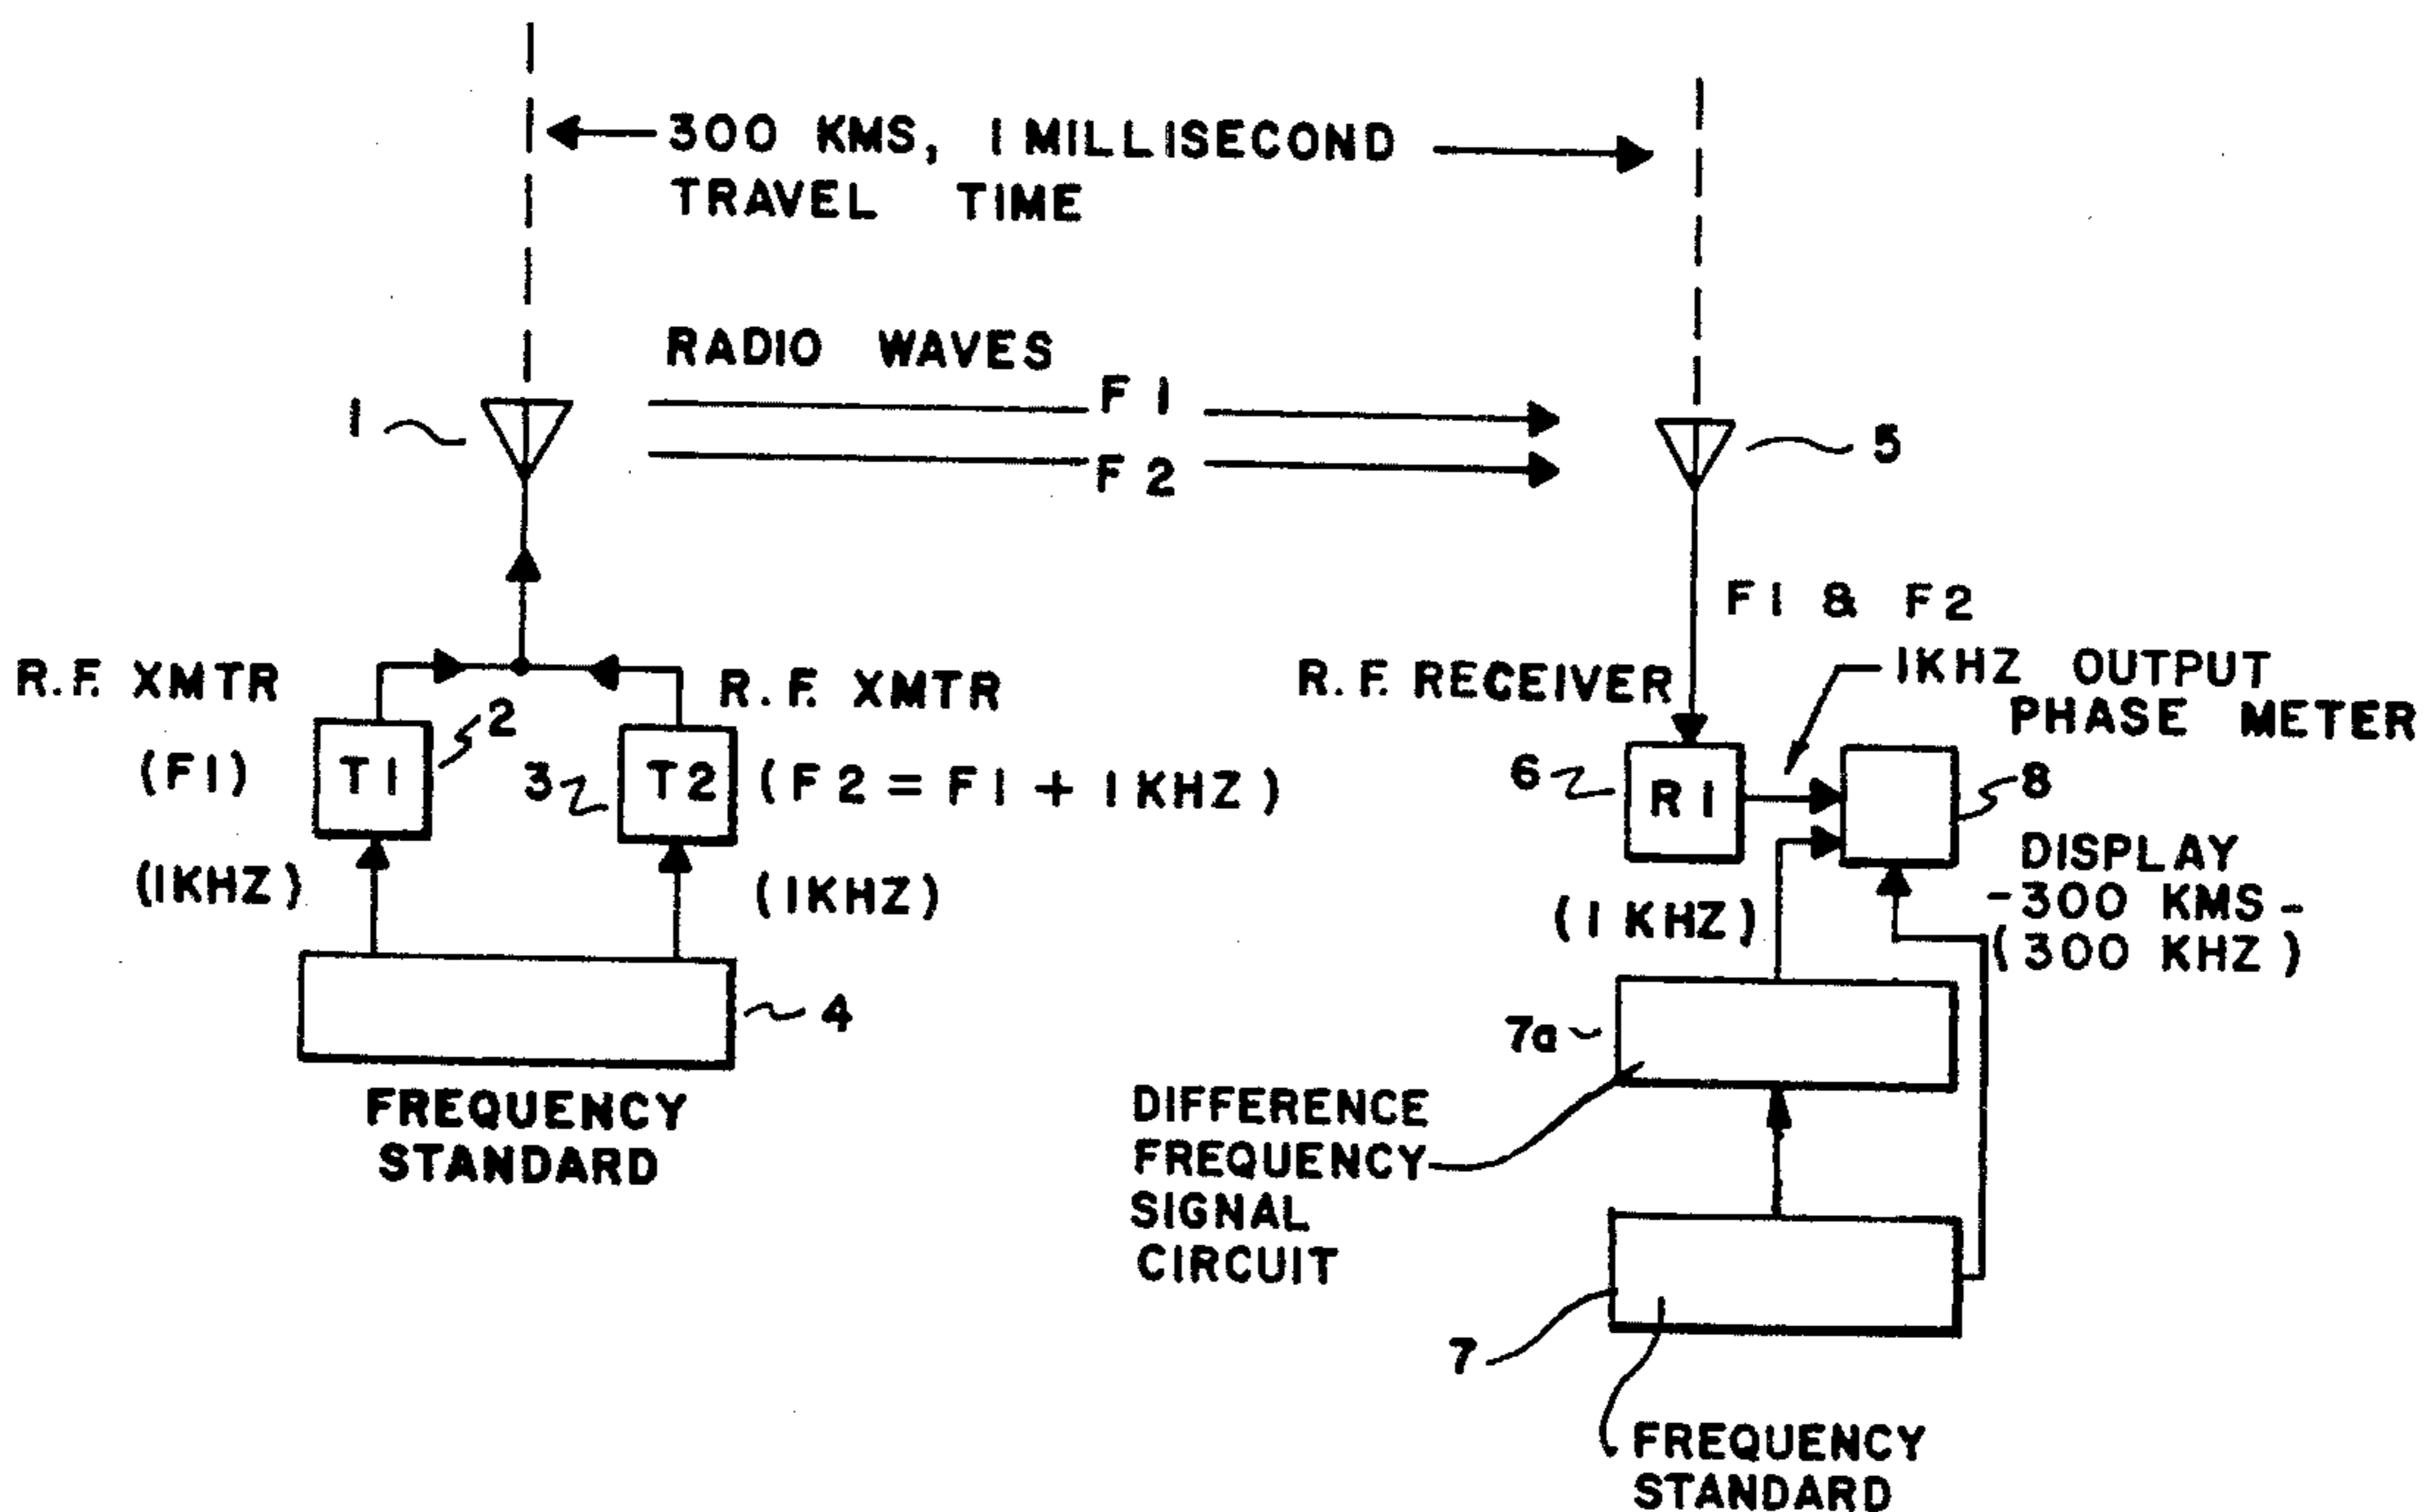 300 KMS, 1 MILLISECOND
TRAVEL TIME
RADIO WAVES
F1
F2
1
5
F1 & F2
R.F. XMTR
(F1)
T1
2
(1KHZ)
R.F. XMTR
3
T2
(F2 = F1 + 1KHZ)
(1KHZ)
4
FREQUENCY
STANDARD
R.F. RECEIVER
1KHZ OUTPUT
PHASE METER
6
R1
8
DISPLAY
-300 KMS-
(300 KHZ)
(1 KHZ)
7a
DIFFERENCE
FREQUENCY
SIGNAL
CIRCUIT
7
FREQUENCY
STANDARD